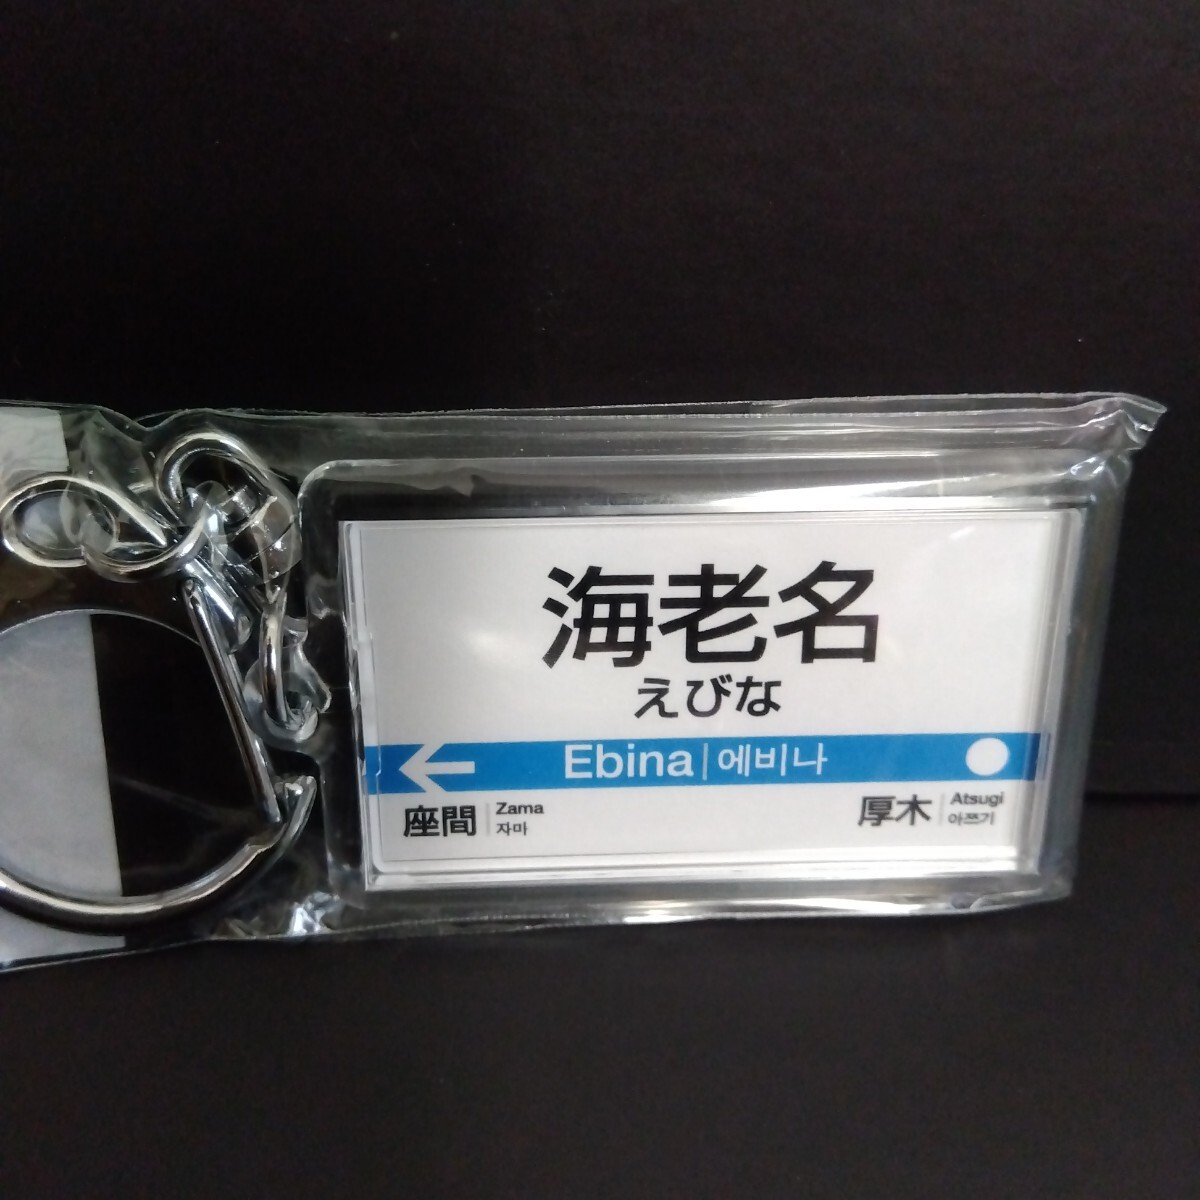 海老名
えびな
Ebina|에비나
座間 Zama
자마
厚木 Atsugi
아쯔기